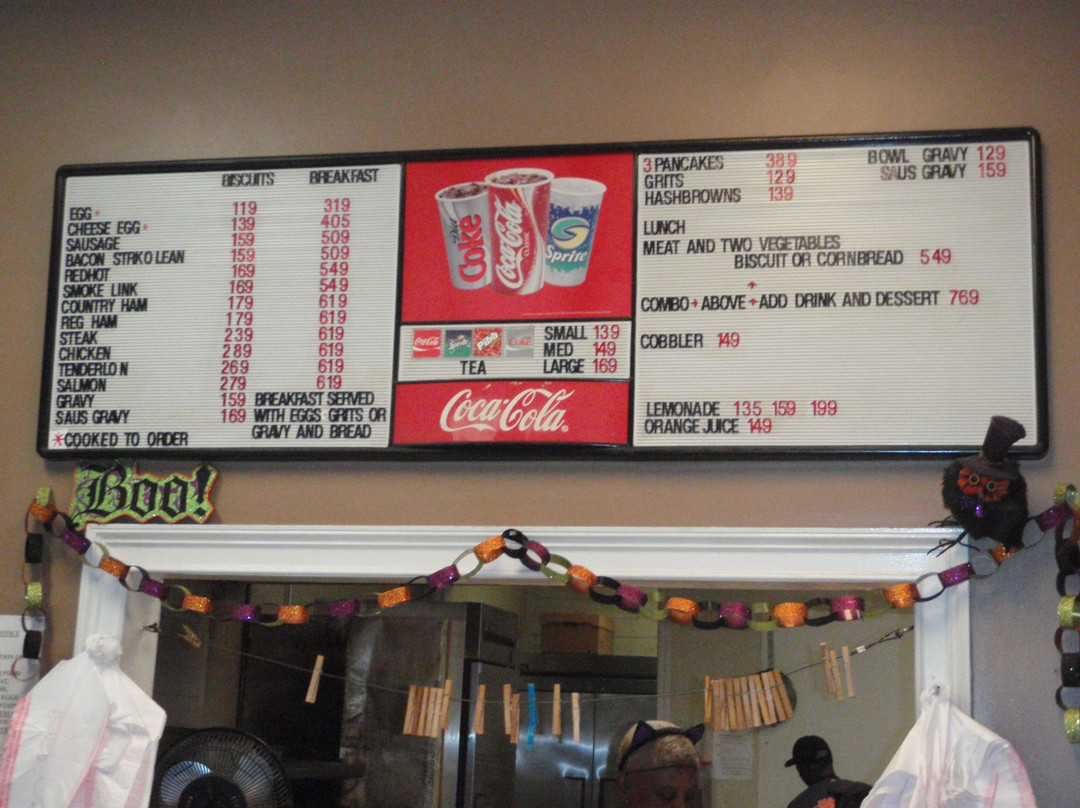 BISCUITS BREAKFAST
EGG * 119 319
CHEESE EGG * 139 405
SAUSAGE 159 509
BACON STRKO LEAN 159 509
REDHOT 169 549
SMOKE LINK 169 549
COUNTRY HAM 179 619
REG HAM 179 619
STEAK 239 619
CHICKEN 289 619
TENDERLO N 269 619
SALMON 279 619
GRAVY 159 BREAKFAST SERVED
SAUS GRAVY 169 WITH EGGS GRITS OR
*COOKED TO ORDER GRAVY AND BREAD
Diet Coke
Coca-Cola
CLASSIC
Sprite
Coca-Cola Sprite PIBB Coke
SMALL 139
MED 149
TEA LARGE 169
Coca-Cola
3 PANCAKES 389 BOWL GRAVY 129
GRITS 129 SAUS GRAVY 159
HASHBROWNS 139
LUNCH
MEAT AND TWO VEGETABLES
BISCUIT OR CORNBREAD 549
COMBO + ABOVE + ADD DRINK AND DESSERT 769
COBBLER 149
LEMONADE 135 159 199
ORANGE JUICE 149
Boo!